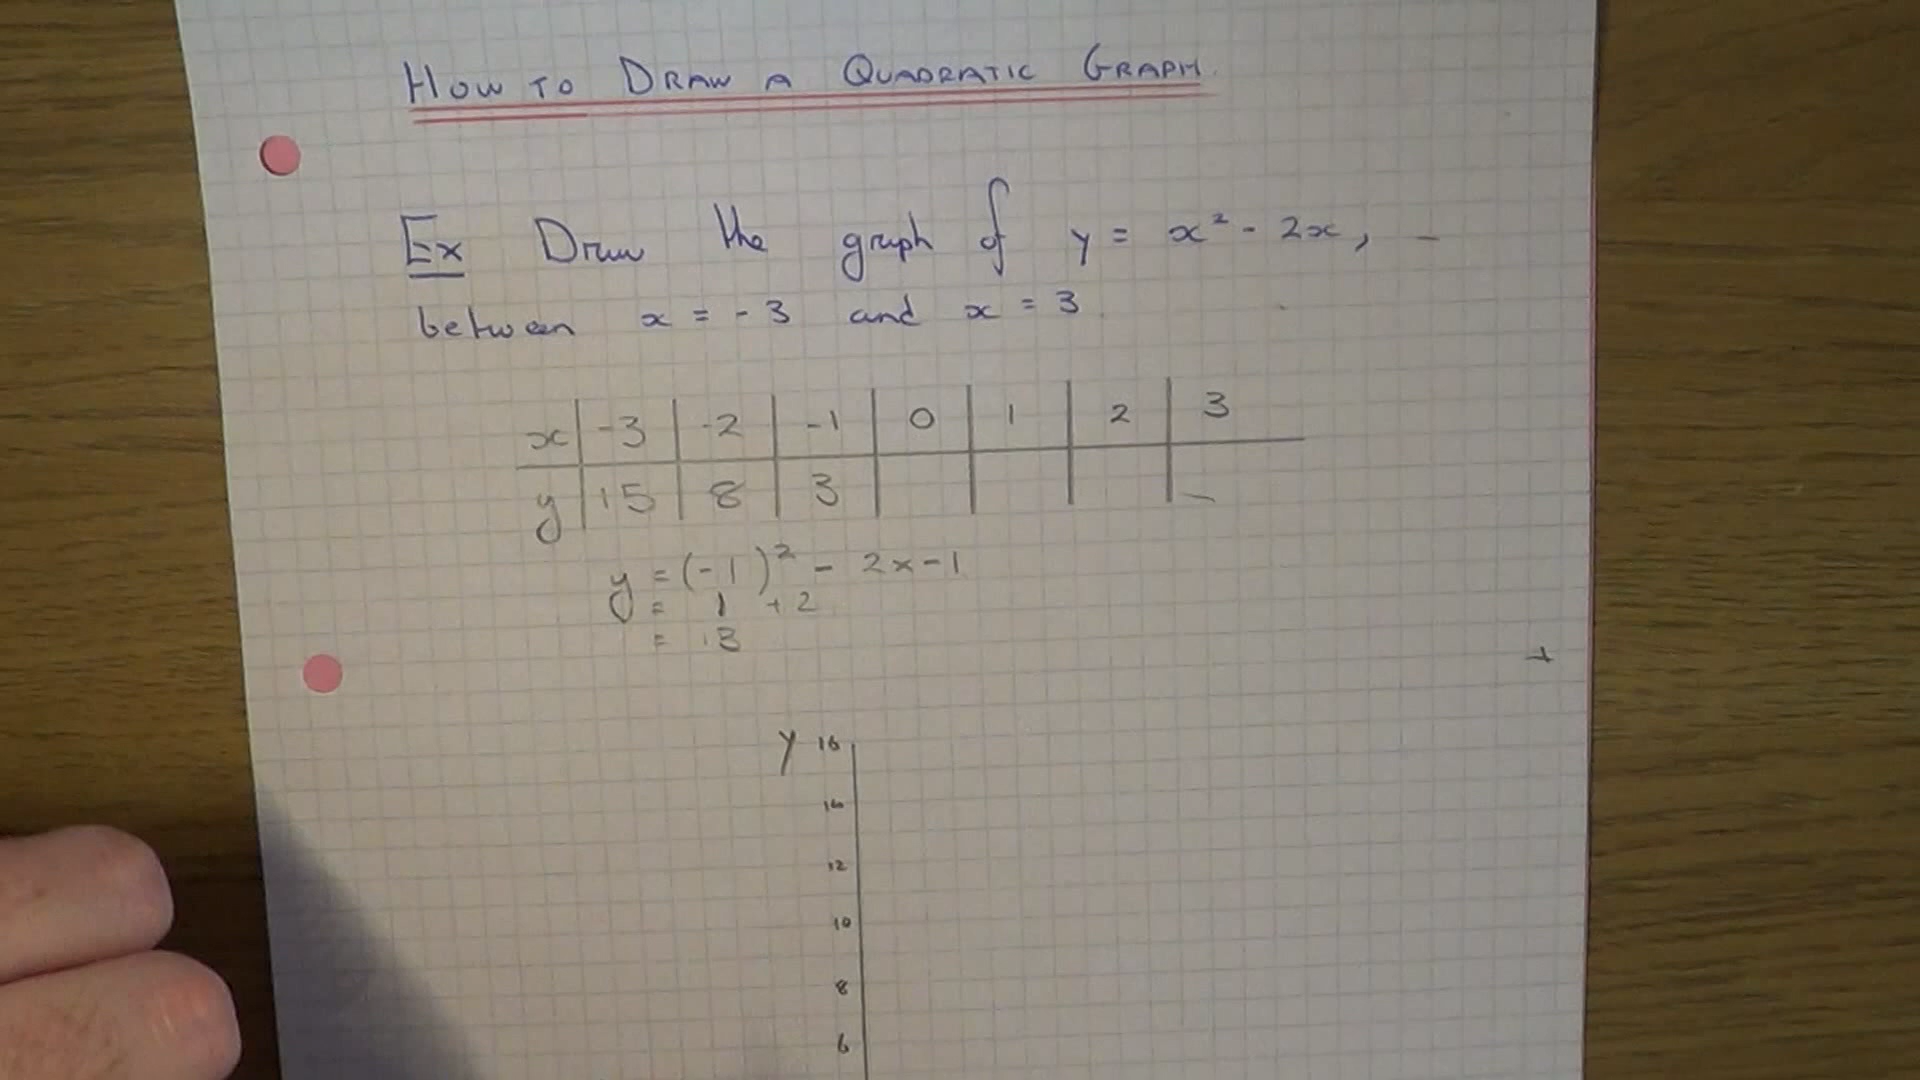 HOW TO DRAW A QUADRATIC GRAPH.
Ex Draw the graph of y = x² - 2x,
between x = -3 and x = 3
x -3 -2 -1 0 1 2 3
y 15 8 3
y = (-1)² - 2x-1
= 1 + 2
= 3
y 16
14
12
10
8
6